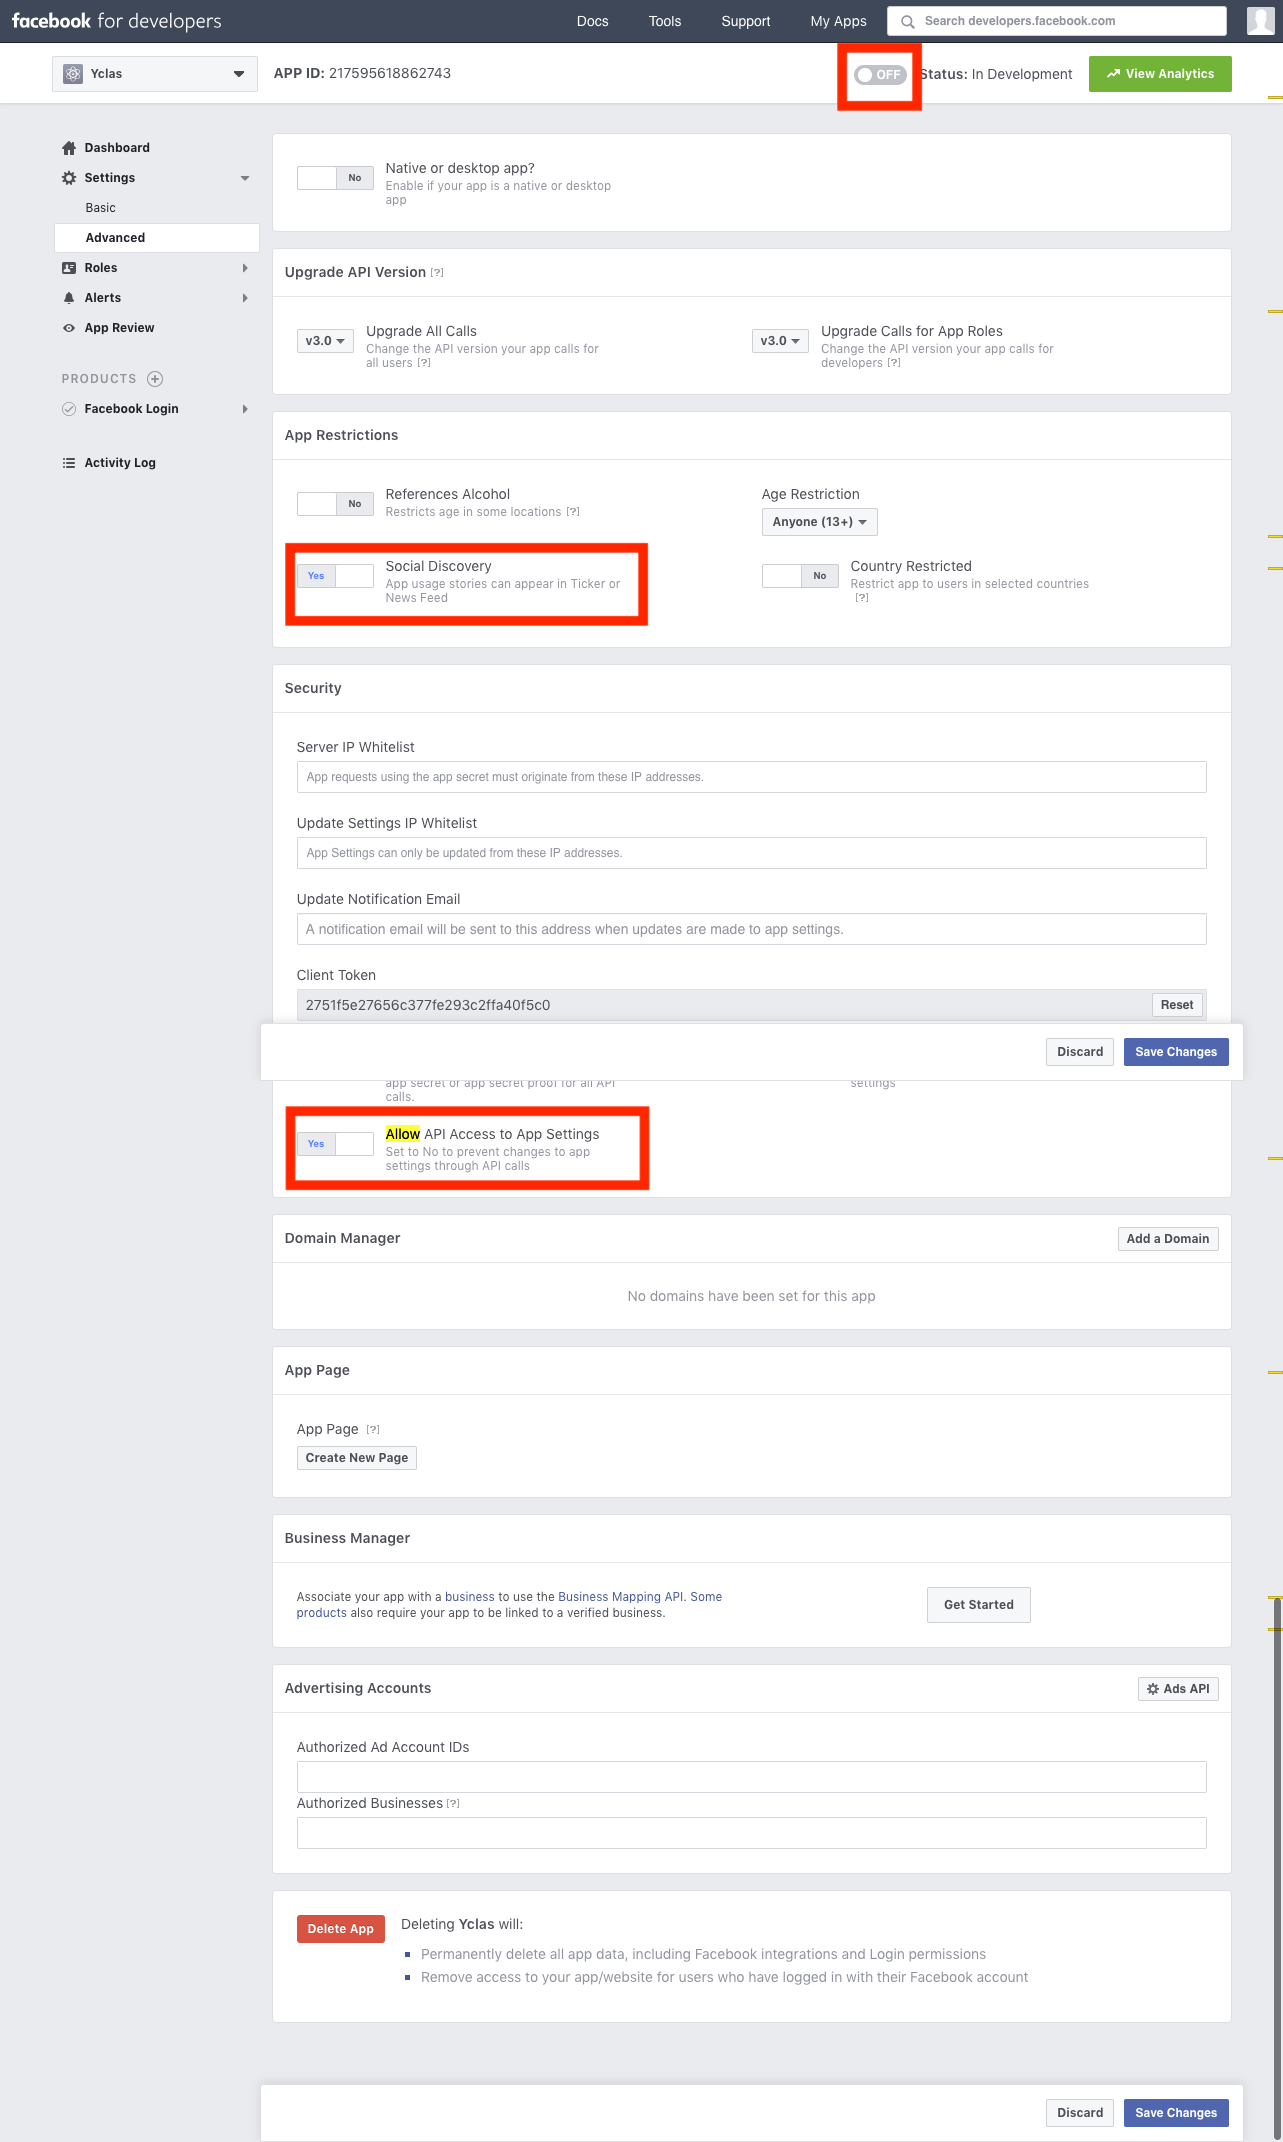 facebook for developers
Docs
Tools
Support
My Apps
Search developers.facebook.com
Yclas
APP ID: 217595618862743
OFF
Status: In Development
View Analytics
Dashboard
Settings
Basic
Advanced
Roles
Alerts
App Review
PRODUCTS
Facebook Login
Activity Log
No
Native or desktop app?
Enable if your app is a native or desktop
app
Upgrade API Version [?]
v3.0
Upgrade All Calls
Change the API version your app calls for
all users [?]
v3.0
Upgrade Calls for App Roles
Change the API version your app calls for
developers [?]
App Restrictions
No
References Alcohol
Restricts age in some locations [?]
Age Restriction
Anyone (13+)
Yes
Social Discovery
App usage stories can appear in Ticker or
News Feed
No
Country Restricted
Restrict app to users in selected countries
[?]
Security
Server IP Whitelist
App requests using the app secret must originate from these IP addresses.
Update Settings IP Whitelist
App Settings can only be updated from these IP addresses.
Update Notification Email
A notification email will be sent to this address when updates are made to app settings.
Client Token
2751f5e27656c377fe293c2ffa40f5c0
Reset
Discard
Save Changes
app secret or app secret proof for all API
calls.
settings
Yes
Allow API Access to App Settings
Set to No to prevent changes to app
settings through API calls
Domain Manager
Add a Domain
No domains have been set for this app
App Page
App Page [?]
Create New Page
Business Manager
Associate your app with a business to use the Business Mapping API. Some
products also require your app to be linked to a verified business.
Get Started
Advertising Accounts
Ads API
Authorized Ad Account IDs
Authorized Businesses [?]
Delete App
Deleting Yclas will:
Permanently delete all app data, including Facebook integrations and Login permissions
Remove access to your app/website for users who have logged in with their Facebook account
Discard
Save Changes